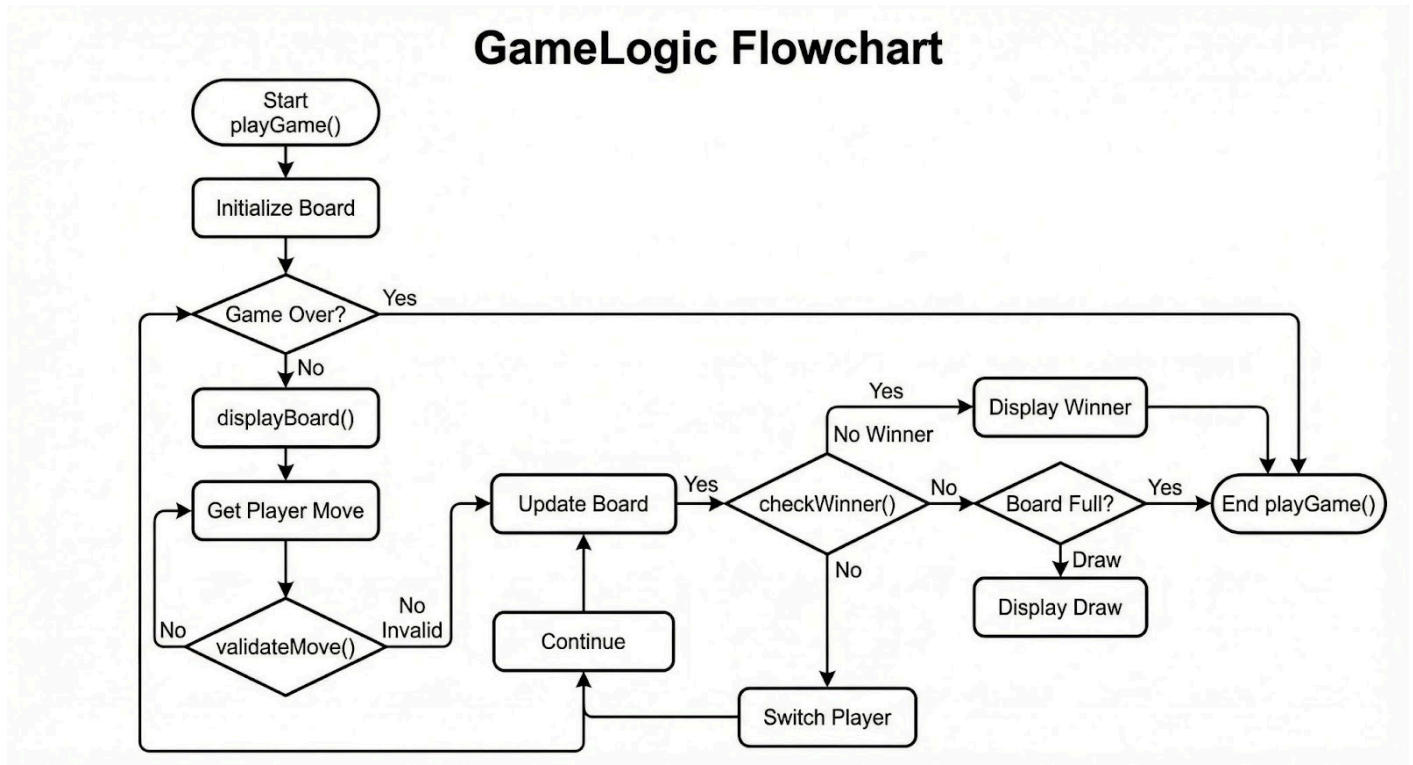 GameLogic Flowchart
Start
playGame()
Initialize Board
Game Over?
Yes
No
displayBoard()
Get Player Move
validateMove()
No
No
Invalid
Update Board
Continue
Yes
checkWinner()
Yes
No Winner
Display Winner
No
Board Full?
Yes
End playGame()
Draw
Display Draw
No
Switch Player